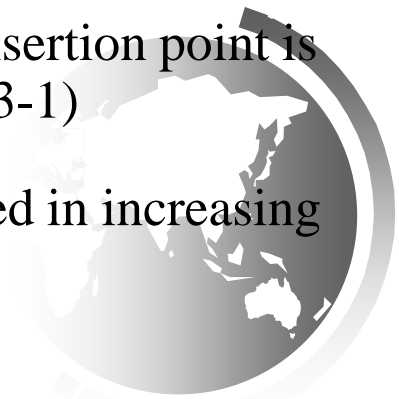 sertion point is
3-1)
ed in increasing